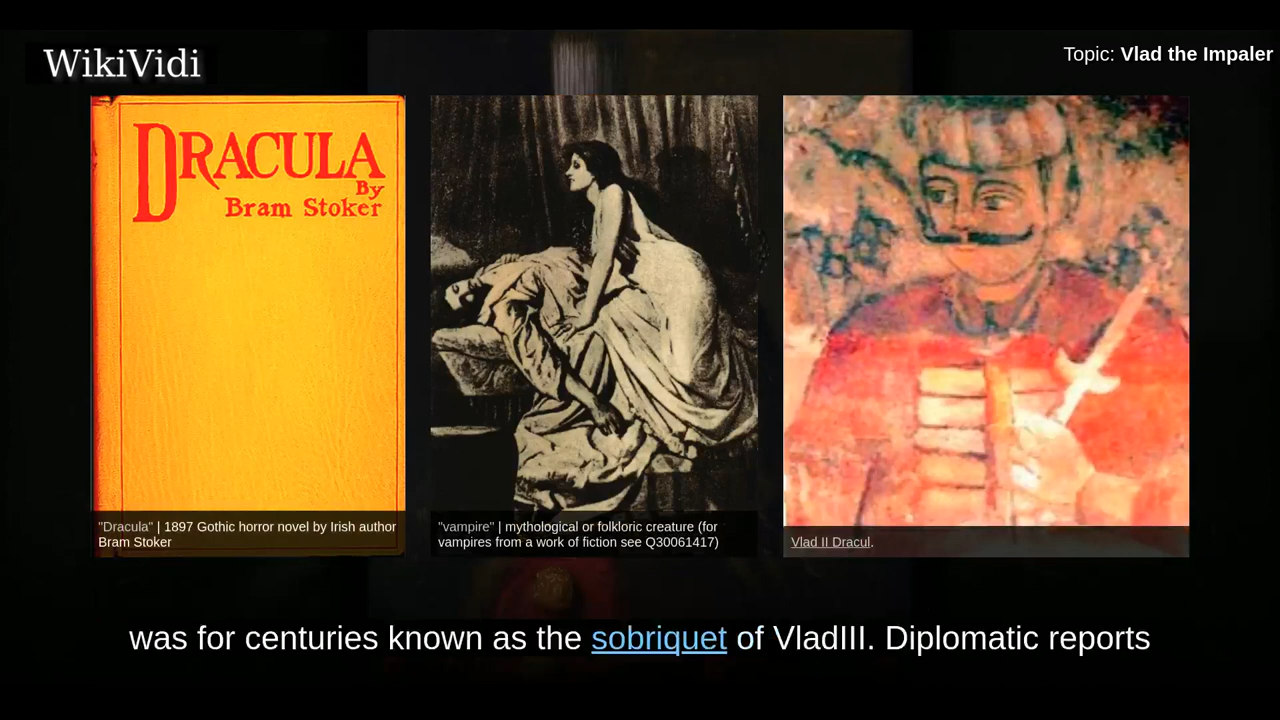 WikiVidi
Topic: Vlad the Impaler
DRACULA
By
Bram Stoker
"Dracula" | 1897 Gothic horror novel by Irish author
Bram Stoker
"vampire" | mythological or folkloric creature (for
vampires from a work of fiction see Q30061417)
Vlad II Dracul.
was for centuries known as the sobriquet of VladIII. Diplomatic reports